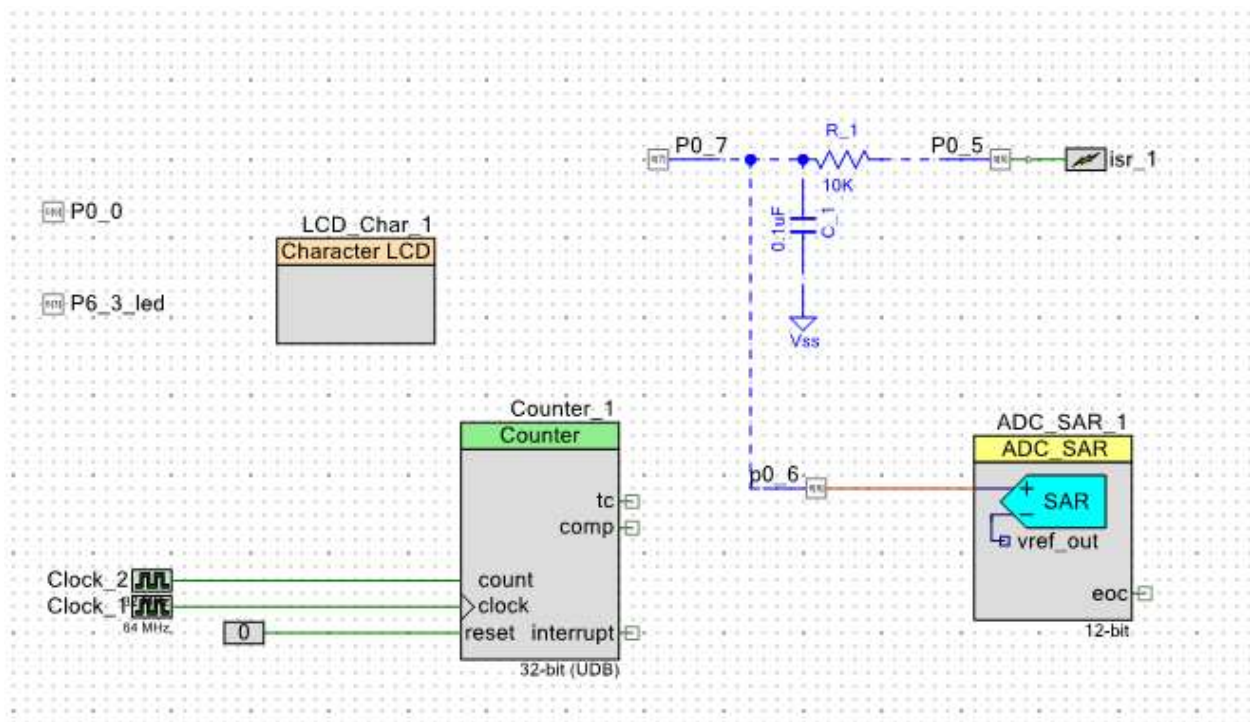 R_1
P0_7
P0_5
isr_1
10K
P0_0
LCD_Char_1
Character LCD
0.1uF
C_1
P6_3_led
Vss
Counter_1
Counter
ADC_SAR_1
ADC_SAR
p0_6
tc
SAR
comp
vref_out
Clock_2
count
Clock_1
clock
eoc
64 MHz
0
reset interrupt
12-bit
32-bit (UDB)